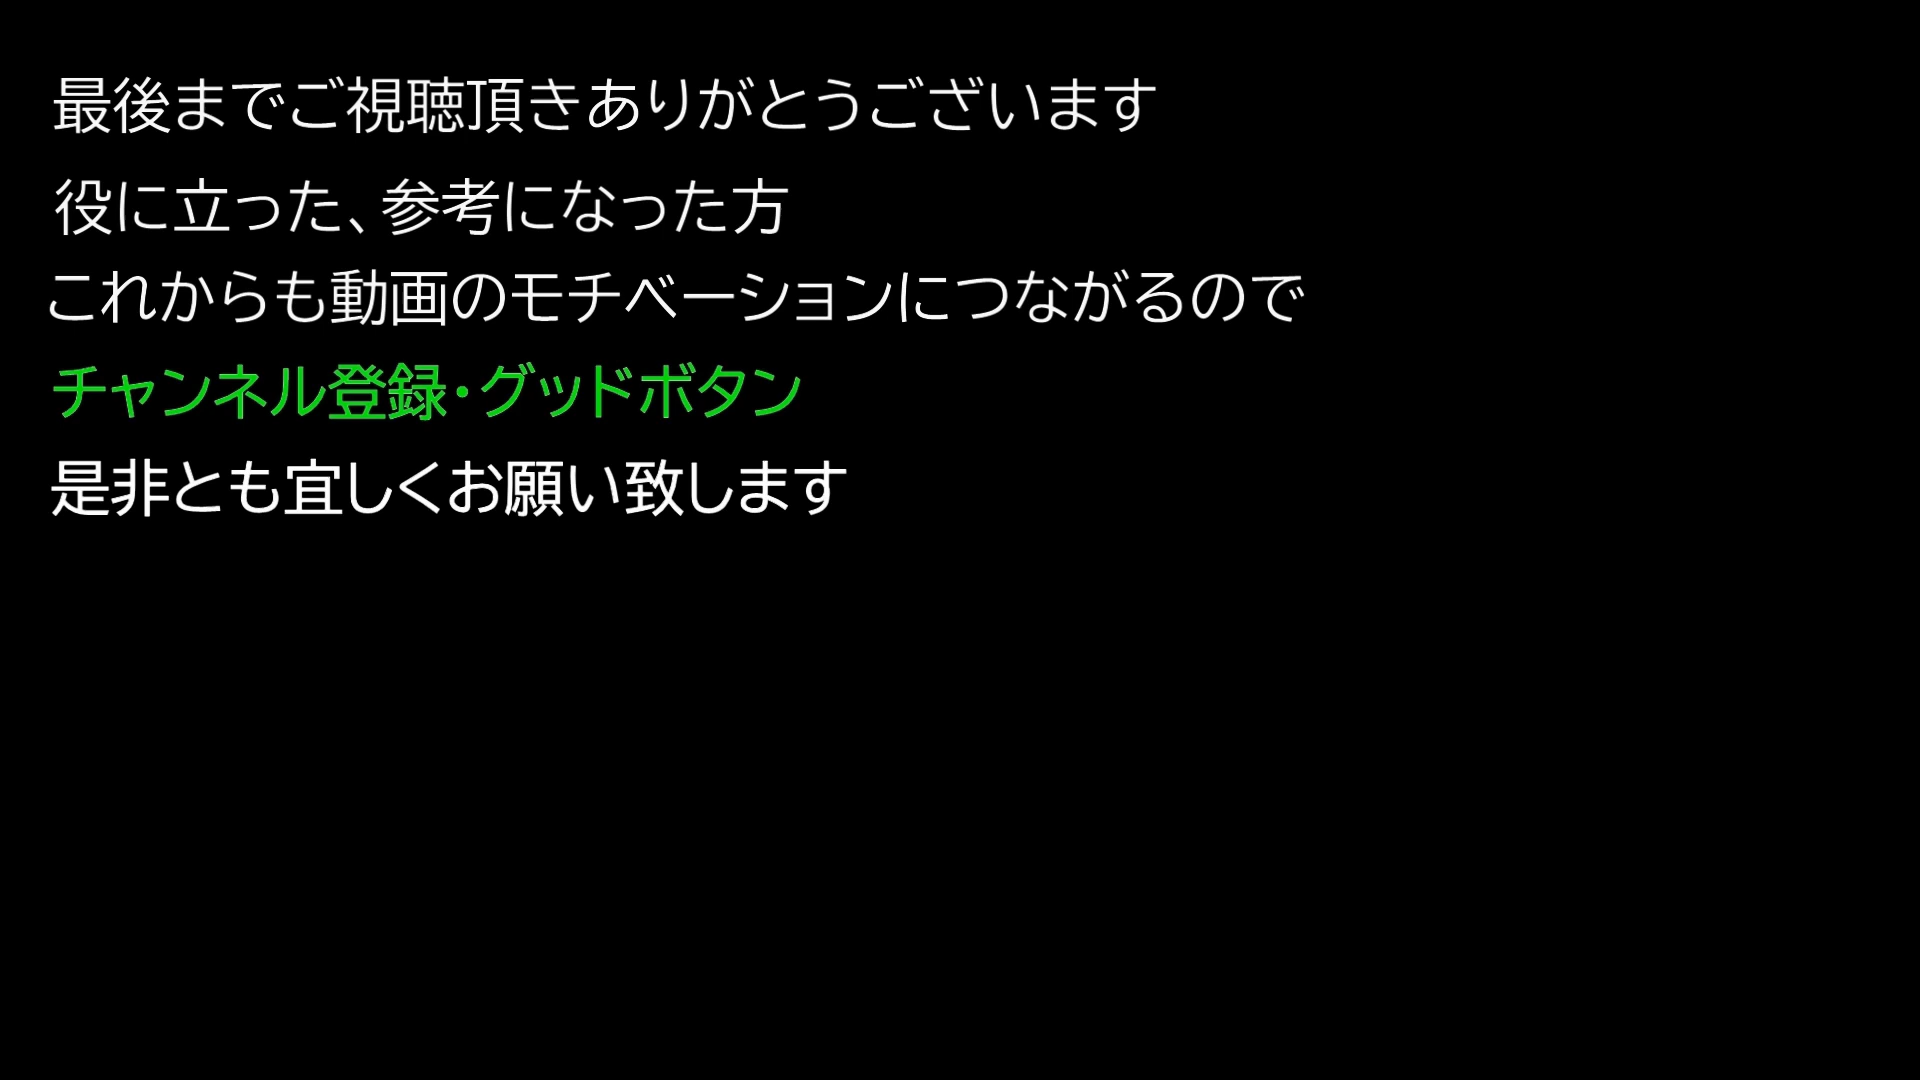 最後までご視聴頂きありがとうございます
役に立った、参考になった方
これからも動画のモチベーションにつながるので
チャンネル登録・グッドボタン
是非とも宜しくお願い致します